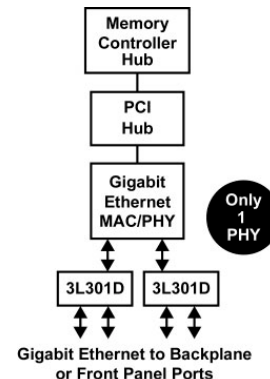 Memory
Controller
Hub
PCI
Hub
Gigabit
Ethernet
MAC/PHY
Only
1
PHY
3L301D
3L301D
Gigabit Ethernet to Backplane
or Front Panel Ports